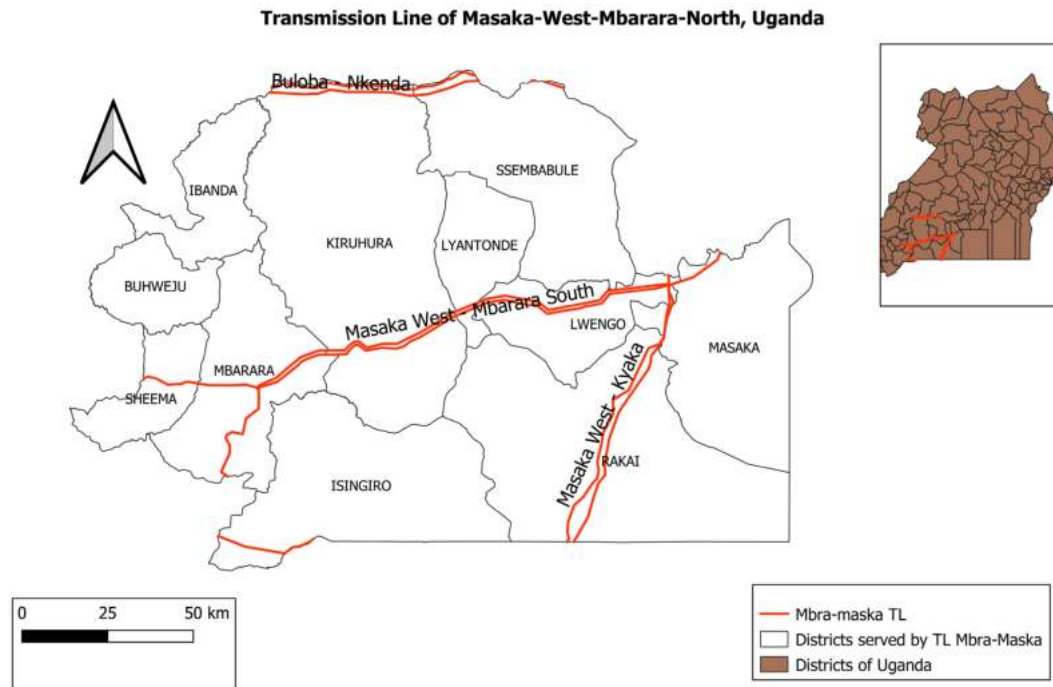 Transmission Line of Masaka-West-Mbarara-North, Uganda
Buloba - Nkenda
SSEMBABULE
IBANDA
KIRUHURA
LYANTONDE
BUHWEJU
Masaka West - Mbarara South
LWENGO
MASAKA
MBARARA
SHEEMA
Masaka West - Kyaka
RAKAI
ISINGIRO
0 25 50 km
Mbra-maska TL
Districts served by TL Mbra-Maska
Districts of Uganda